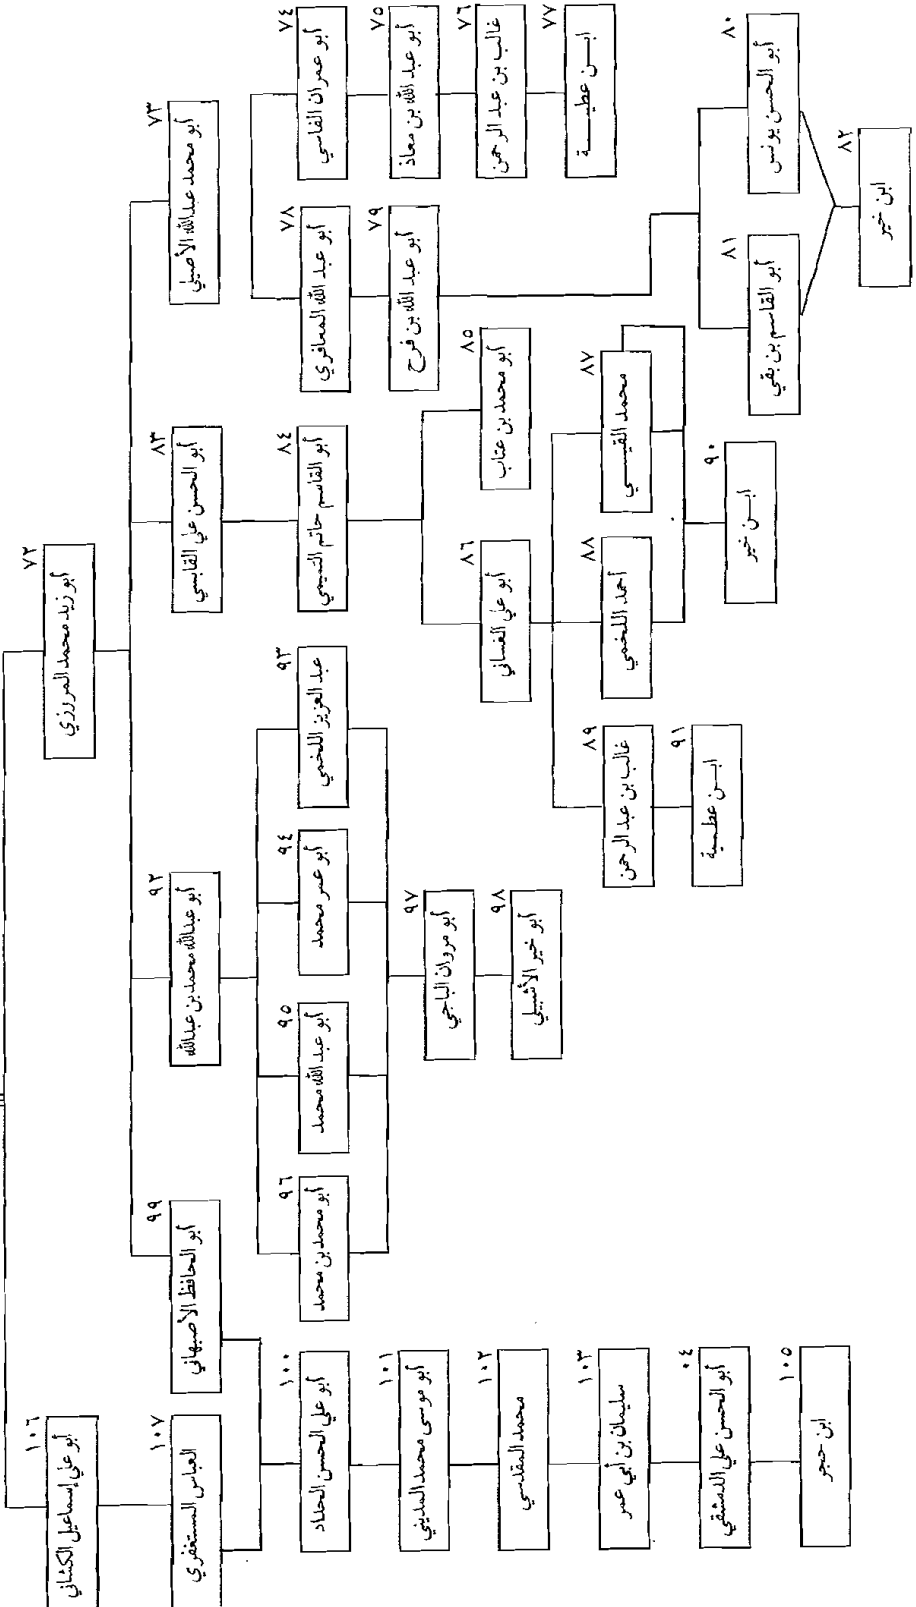 ٧٢
أبو زيد محمد المروزي
٧٣
أبو محمد عبدالله الأصيلي
٧٤
أبو عمران الفاسي
٧٥
أبو عبد الله بن معاذ
٧٦
غالب بن عبد الرحمن
٧٧
ابن عطيـــة
٧٨
أبو عبد الله المعافري
٧٩
أبو عبد الله بن فرح
٨٠
أبو الحسن يونس
٨١
أبو القاسم بن بقي
٨٢
ابن خير
٨٣
أبو الحسن علي القابسي
٨٤
أبو القاسم حاتم التميمي
٨٥
أبو محمد بن عتاب
٨٦
أبو علي الغساني
٨٧
محمد القيسي
٨٨
أحمد اللخمي
٨٩
غالب بن عبد الرحمن
٩٠
ابـن خير
٩١
ابـن عطـمية
٩٢
أبو عبدالله محمد بن عبدالله
٩٣
عبد العزيز اللخمي
٩٤
أبو عمر محمد
٩٥
أبو عبد الله محمد
٩٦
أبو محمد بن محمد
٩٧
أبو مروان الباجي
٩٨
أبو خير الأشبيلي
٩٩
أبو الحافظ الأصبهاني
١٠٠
أبو علي الحسن الحداد
١٠١
أبو موسى محمد المديني
١٠٢
محمد المقدسي
١٠٣
سليمان بن أبي عمر
٠٤
أبو الحسن علي الدمشقي
١٠٥
ابن حجر
١٠٦
أبو علي إسماعيل الكشاني
١٠٧
العباس المستغفري